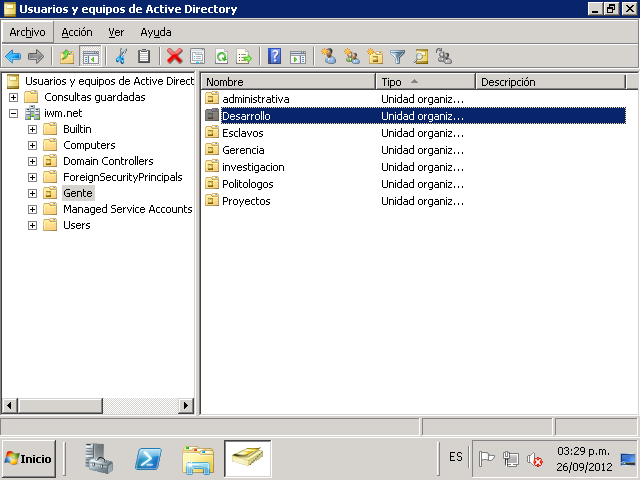 Usuarios y equipos de Active Directory
Archivo Acción Ver Ayuda
Usuarios y equipos de Active Direct
Consultas guardadas
iwm.net
Builtin
Computers
Domain Controllers
ForeignSecurityPrincipals
Gente
Managed Service Accounts
Users
Nombre Tipo Descripción
administrativa Unidad organiz...
Desarrollo Unidad organiz...
Esclavos Unidad organiz...
Gerencia Unidad organiz...
investigacion Unidad organiz...
Politologos Unidad organiz...
Proyectos Unidad organiz...
Inicio
ES
03:29 p.m.
26/09/2012